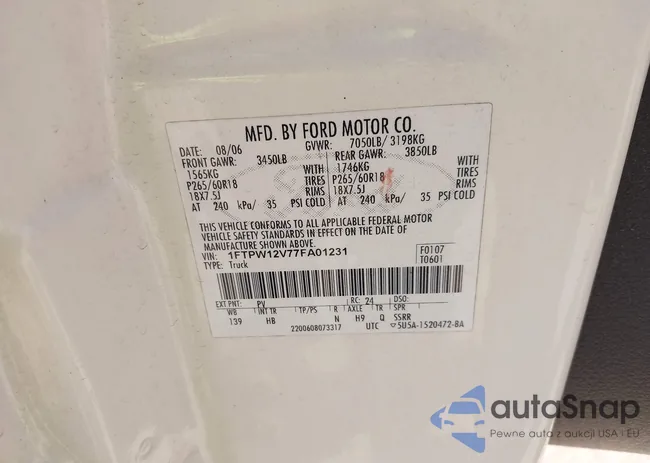 MFD. BY FORD MOTOR CO.
DATE: 08/06 GVWR: 7050LB/ 3198KG
FRONT GAWR: 3450LB REAR GAWR: 3850LB
1565KG WITH 1746KG WITH
P265/60R18 TIRES P265/60R18 TIRES
18X7.5J RIMS 18X7.5J RIMS
AT 240 kPa/ 35 PSI COLD AT 240 kPa/ 35 PSI COLD
THIS VEHICLE CONFORMS TO ALL APPLICABLE FEDERAL MOTOR
VEHICLE SAFETY STANDARDS IN EFFECT ON THE DATE OF
MANUFACTURE SHOWN ABOVE.
VIN: 1FTPW12V77FA01231 F0107
TYPE: Truck T0601
EXT PNT: PV RC: 24 DSO:
WB INT TR TP/PS R AXLE TR SPR
139 HB N H9 Q 5SRR
2200608073317 UTC 5U5A-1520472-BA
autaSnap
Pewne auta z aukcji USA i EU